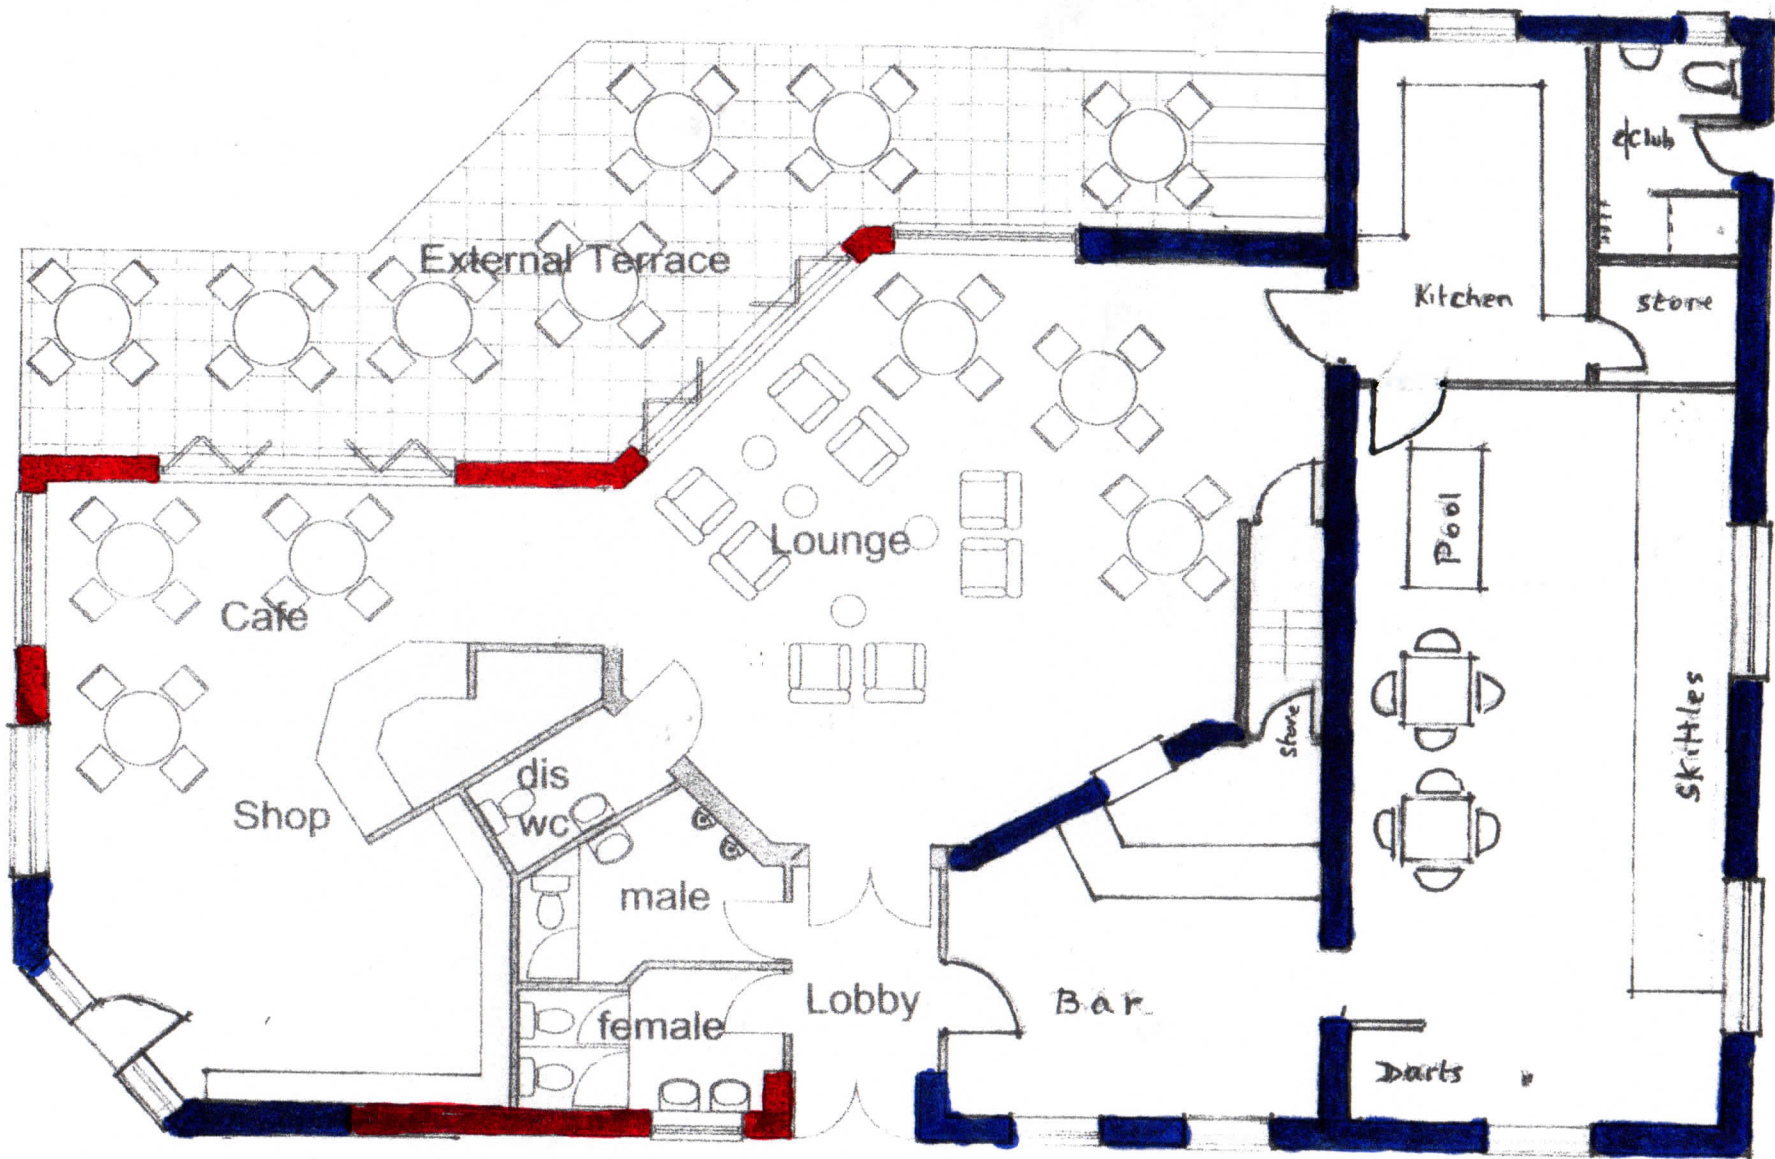 Club
External Terrace
Kitchen
Store
Pool
Lounge
Cafe
Skittles
Store
dis
wc
Shop
male
Lobby
Bar
female
Darts